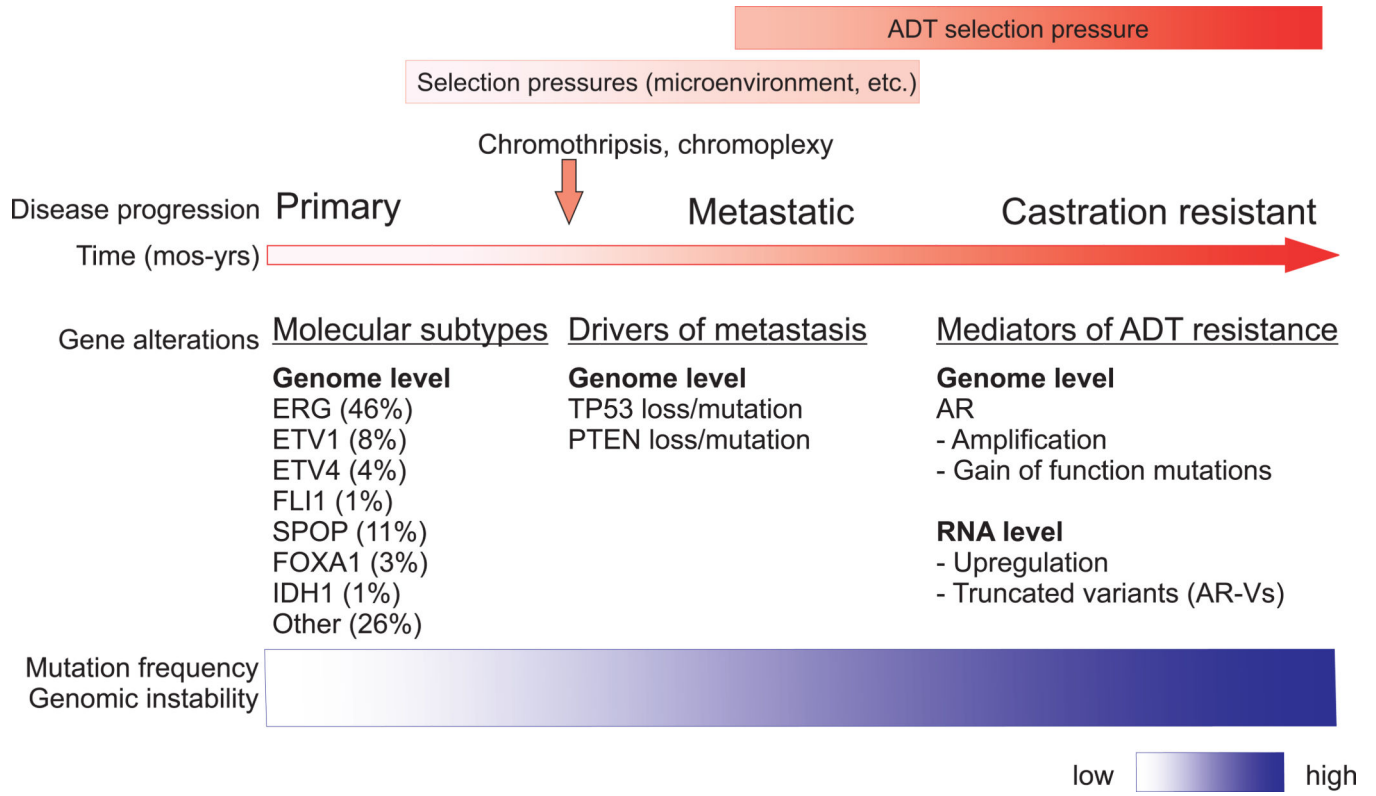 ADT selection pressure
Selection pressures (microenvironment, etc.)
Chromothripsis, chromoplexy
Disease progression Primary Metastatic Castration resistant
Time (mos-yrs)
Gene alterations Molecular subtypes Drivers of metastasis Mediators of ADT resistance
Genome level Genome level Genome level
ERG (46%) TP53 loss/mutation AR
ETV1 (8%) PTEN loss/mutation - Amplification
ETV4 (4%) - Gain of function mutations
FLI1 (1%)
SPOP (11%) RNA level
FOXA1 (3%) - Upregulation
IDH1 (1%) - Truncated variants (AR-Vs)
Other (26%)
Mutation frequency
Genomic instability
low high